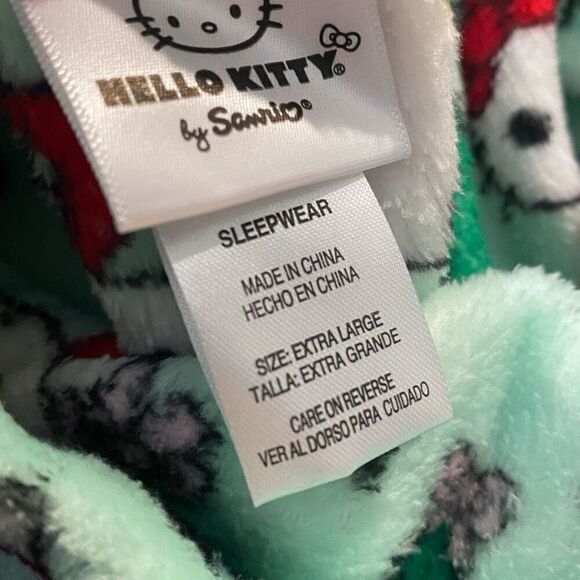 HELLO KITTY®
by Sanrio®
SLEEPWEAR
MADE IN CHINA
HECHO EN CHINA
SIZE: EXTRA LARGE
TALLA: EXTRA GRANDE
CARE ON REVERSE
VER AL DORSO PARA CUIDADO